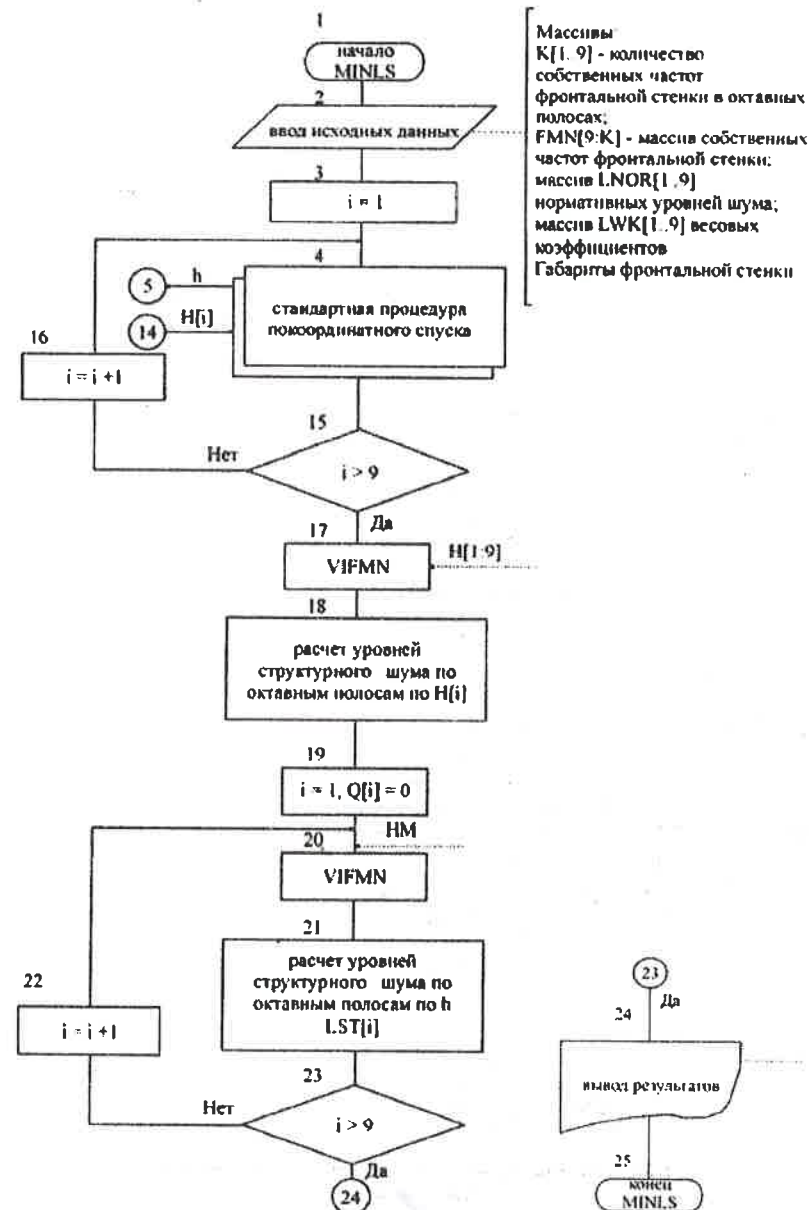 1
начало
MINLS
2
ввод исходных данных
Массивы
K[1..9] - количество
собственных частот
фронтальной стенки в октавных
полосах;
FMN[9:K] - массив собственных
частот фронтальной стенки;
массив LNOR[1..9]
нормативных уровней шума;
массив LWK[1..9] весовых
коэффициентов
Габариты фронтальной стенки
3
i = 1
4
5
h
14
H[i]
стандартная процедура
покоординатного спуска
16
i = i +1
15
Нет
i > 9
Да
17
VIFMN
H[1:9]
18
расчет уровней
структурного шума по
октавным полосам по H[i]
19
i = 1, Q[i] = 0
HM
20
VIFMN
21
расчет уровней
структурного шума по
октавным полосам по h
LST[i]
22
i = i +1
23
Нет
i > 9
Да
24
23
Да
24
вывод результатов
25
конец
MINLS